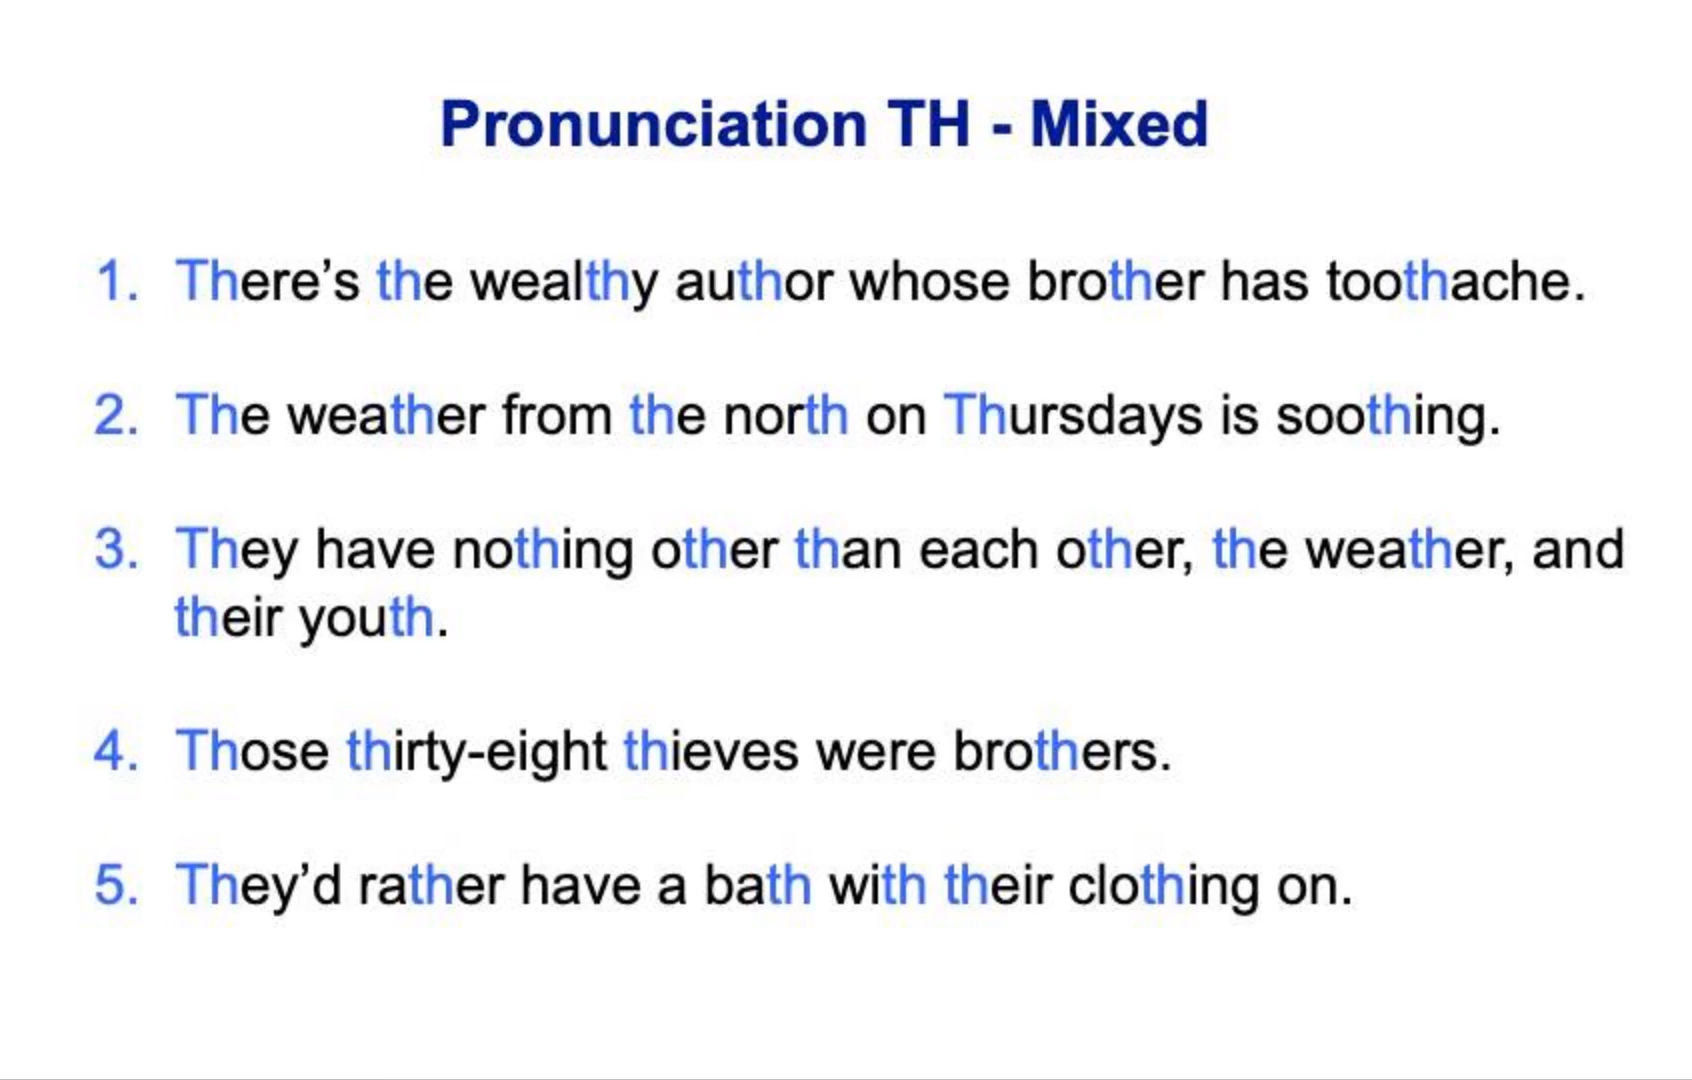 Pronunciation TH - Mixed
1. There’s the wealthy author whose brother has toothache.
2. The weather from the north on Thursdays is soothing.
3. They have nothing other than each other, the weather, and
their youth.
4. Those thirty-eight thieves were brothers.
5. They’d rather have a bath with their clothing on.